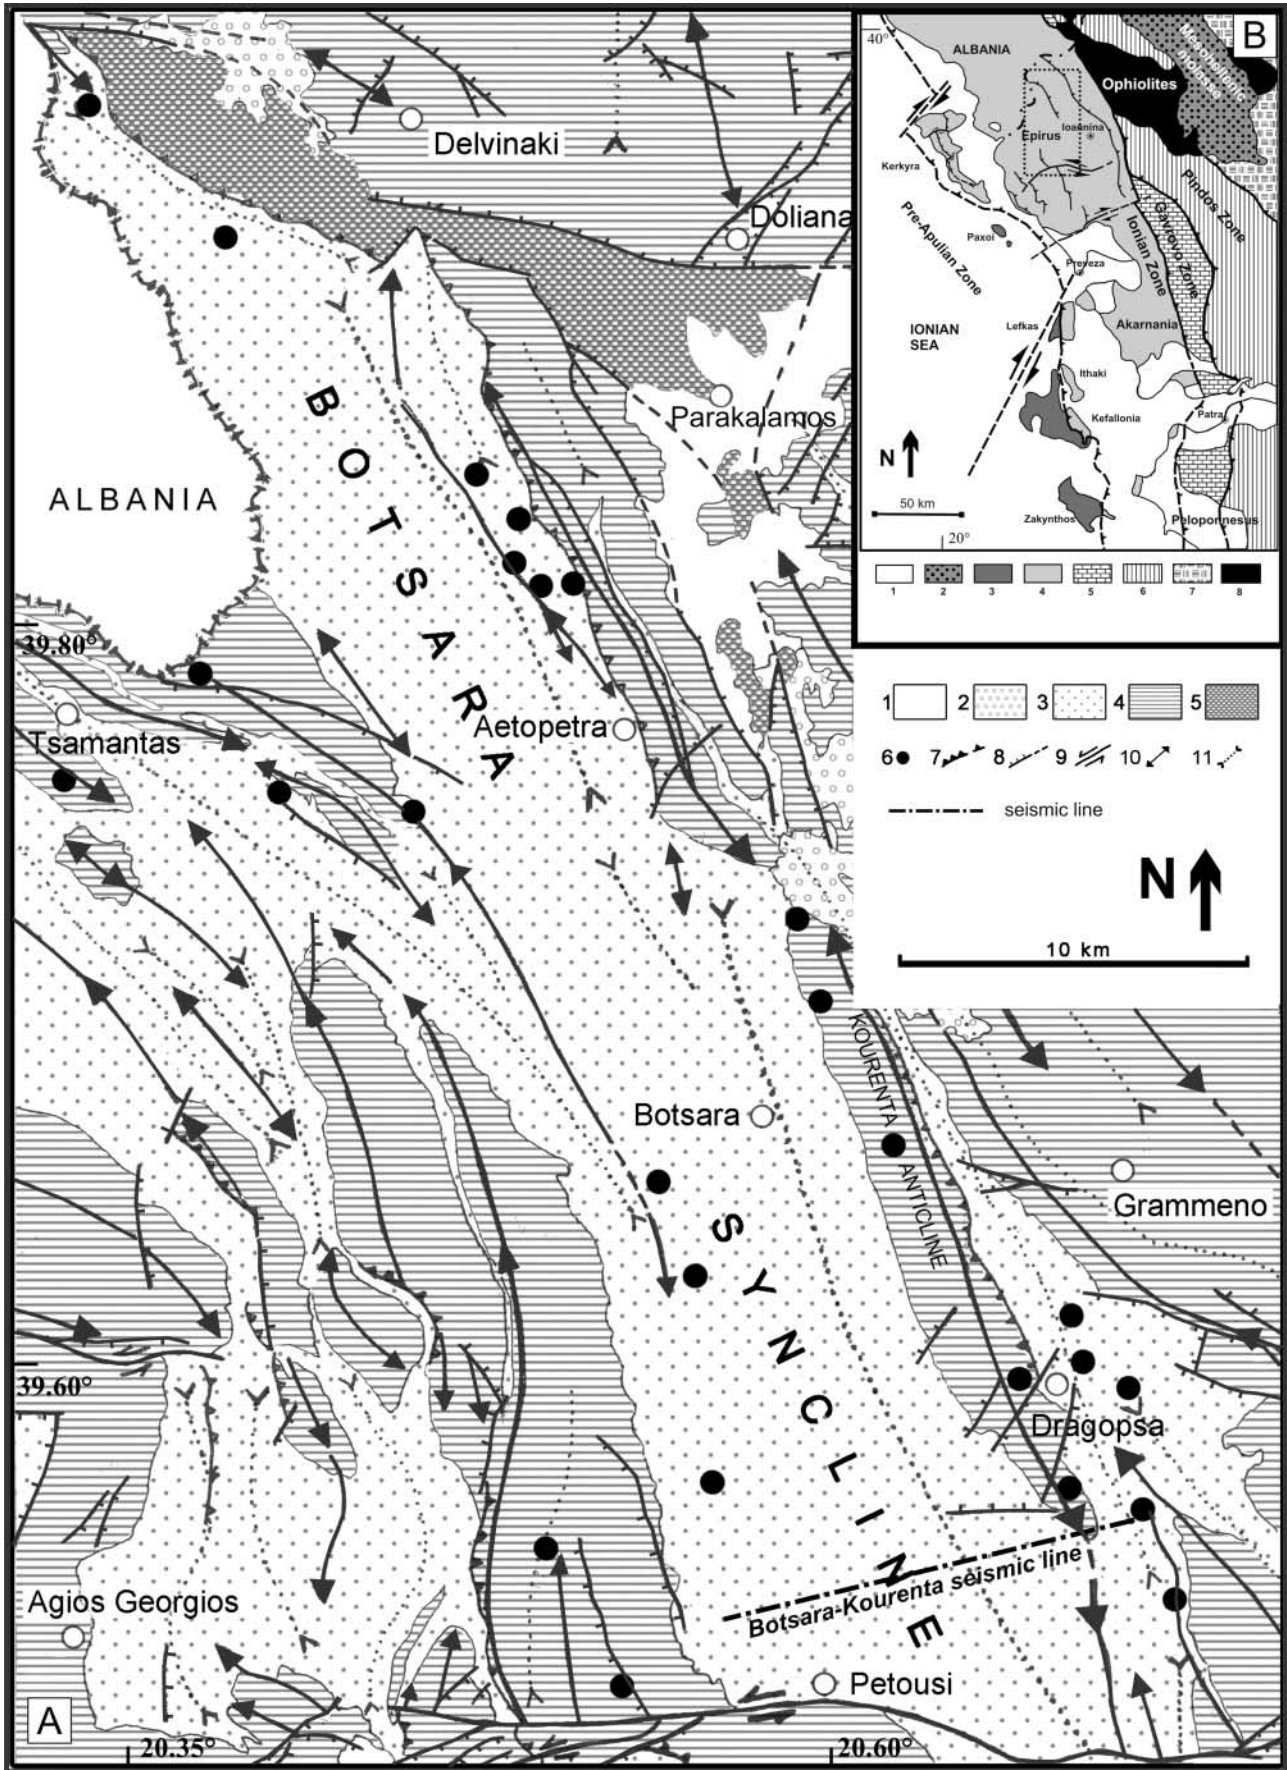 Delvinaki
Doliana
Parakalamos
BOTSARA
ALBANIA
39.80°
Tsamantas
Aetopetra
Botsara
KOURENTA
ANTICLINE
Grammeno
SYNCLINE
39.60°
Dragopsa
Botsara-Kourenta seismic line
Agios Georgios
Petousi
A
20.35°
20.60°
B
40°
ALBANIA
Ophiolites
Mesohellenic
molasse
Epirus
Ioannina
Kerkyra
Pindos Zone
Gavrovo Zone
Ionian Zone
Pre-Apulian Zone
Paxoi
Preveza
IONIAN
SEA
Lefkas
Akarnania
Ithaki
Kefallonia
Patra
N
50 km
Zakynthos
Peloponnesus
20°
1 2 3 4 5 6 7 8
1 2 3 4 5
6 7 8 9 10 11
seismic line
N
10 km